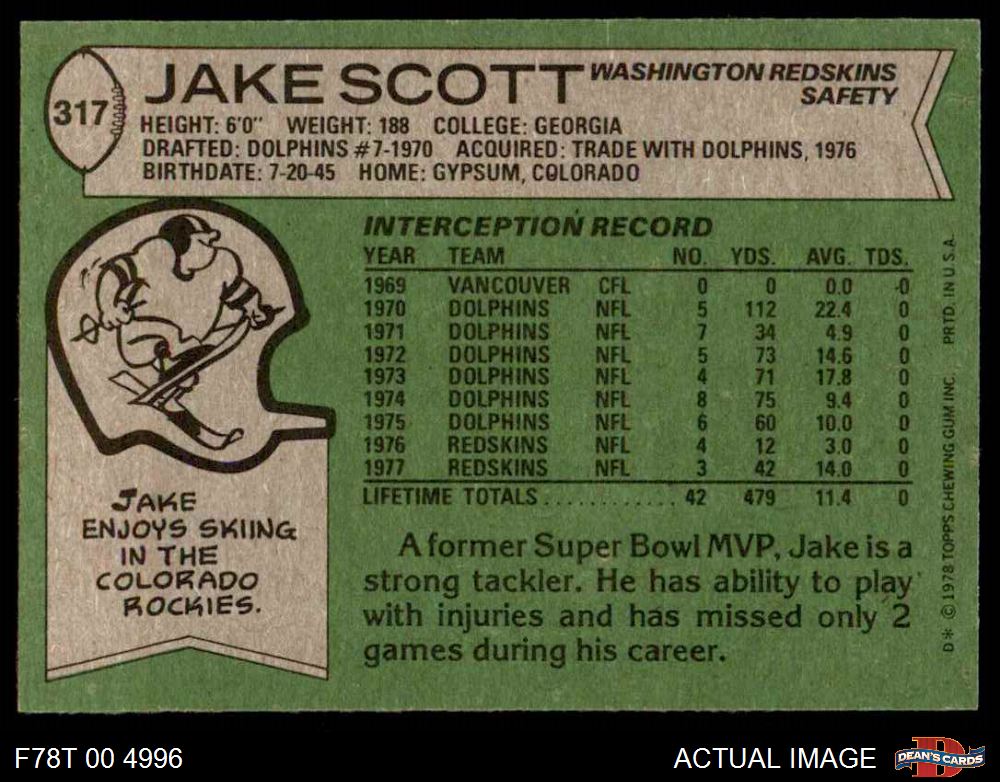 317
JAKE SCOTT
WASHINGTON REDSKINS
SAFETY
HEIGHT: 6'0" WEIGHT: 188 COLLEGE: GEORGIA
DRAFTED: DOLPHINS #7-1970 ACQUIRED: TRADE WITH DOLPHINS, 1976
BIRTHDATE: 7-20-45 HOME: GYPSUM, COLORADO
INTERCEPTION RECORD
YEAR TEAM NO. YDS. AVG. TDS.
1969 VANCOUVER CFL 0 0 0.0 0
1970 DOLPHINS NFL 5 112 22.4 0
1971 DOLPHINS NFL 7 34 4.9 0
1972 DOLPHINS NFL 5 73 14.6 0
1973 DOLPHINS NFL 4 71 17.8 0
1974 DOLPHINS NFL 8 75 9.4 0
1975 DOLPHINS NFL 6 60 10.0 0
1976 REDSKINS NFL 4 12 3.0 0
1977 REDSKINS NFL 3 42 14.0 0
LIFETIME TOTALS............ 42 479 11.4 0
A former Super Bowl MVP, Jake is a
strong tackler. He has ability to play
with injuries and has missed only 2
games during his career.
JAKE
ENJOYS SKIING
IN THE
COLORADO
ROCKIES.
D* © 1978 TOPPS CHEWING GUM INC. PRTD. IN U.S.A.
F78T 00 4996
ACTUAL IMAGE
D
DEAN'S CARDS